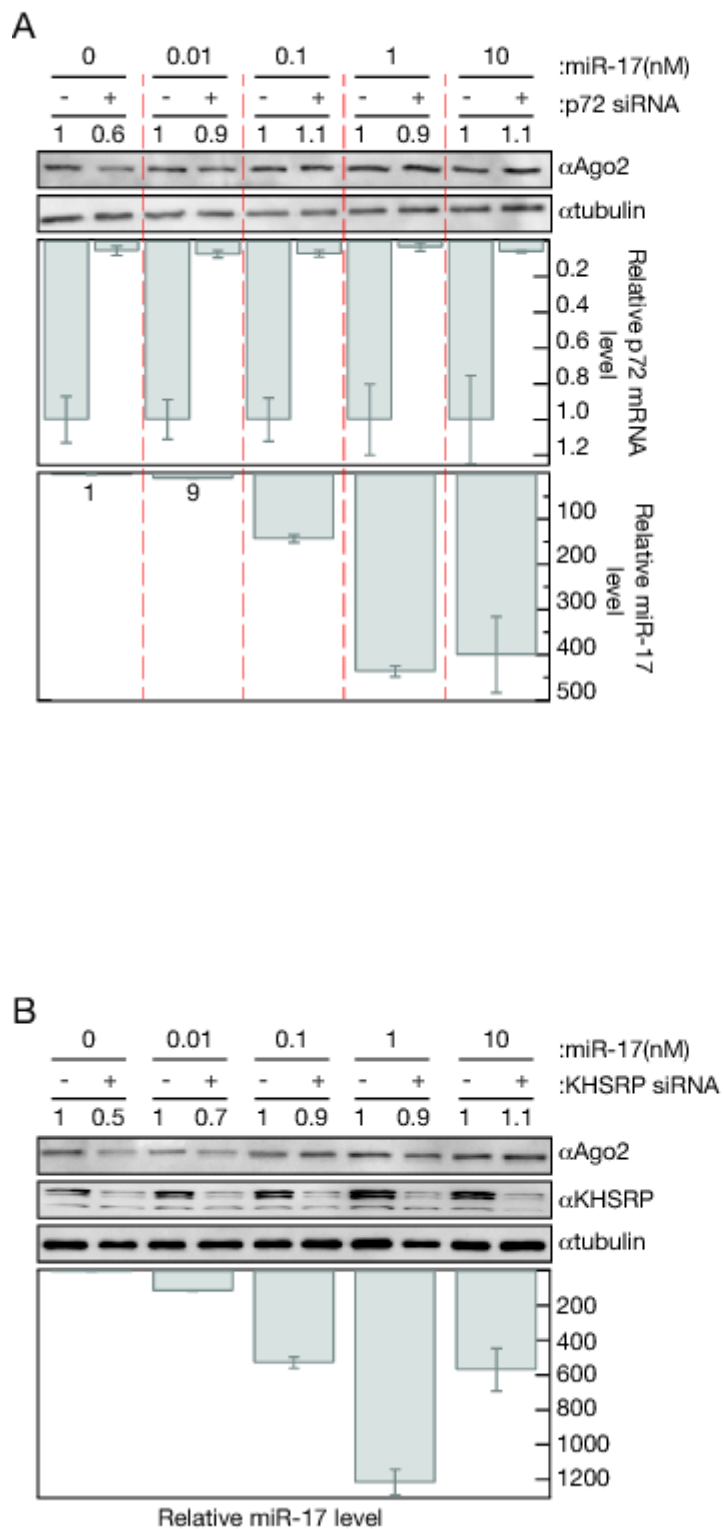 A
0 0.01 0.1 1 10 :miR-17(nM)
- + - + - + - + - + :p72 siRNA
1 0.6 1 0.9 1 1.1 1 0.9 1 1.1
αAgo2
αtubulin
0.2
0.4
0.6
0.8
1.0
1.2
Relative p72 mRNA
level
1 9
100
200
300
400
500
Relative miR-17
level
B
0 0.01 0.1 1 10 :miR-17(nM)
- + - + - + - + - + :KHSRP siRNA
1 0.5 1 0.7 1 0.9 1 0.9 1 1.1
αAgo2
αKHSRP
αtubulin
200
400
600
800
1000
1200
Relative miR-17 level